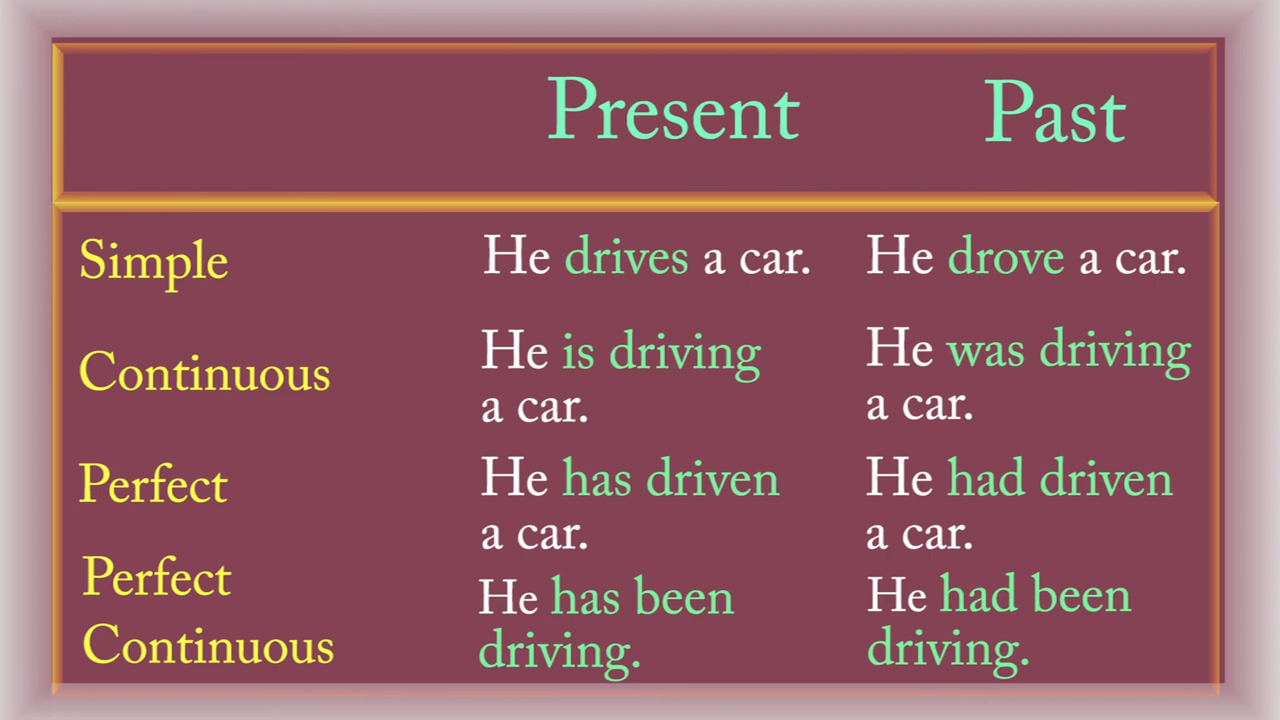 Present Past
Simple He drives a car. He drove a car.
Continuous He is driving He was driving
a car. a car.
Perfect He has driven He had driven
a car. a car.
Perfect He has been He had been
Continuous driving. driving.